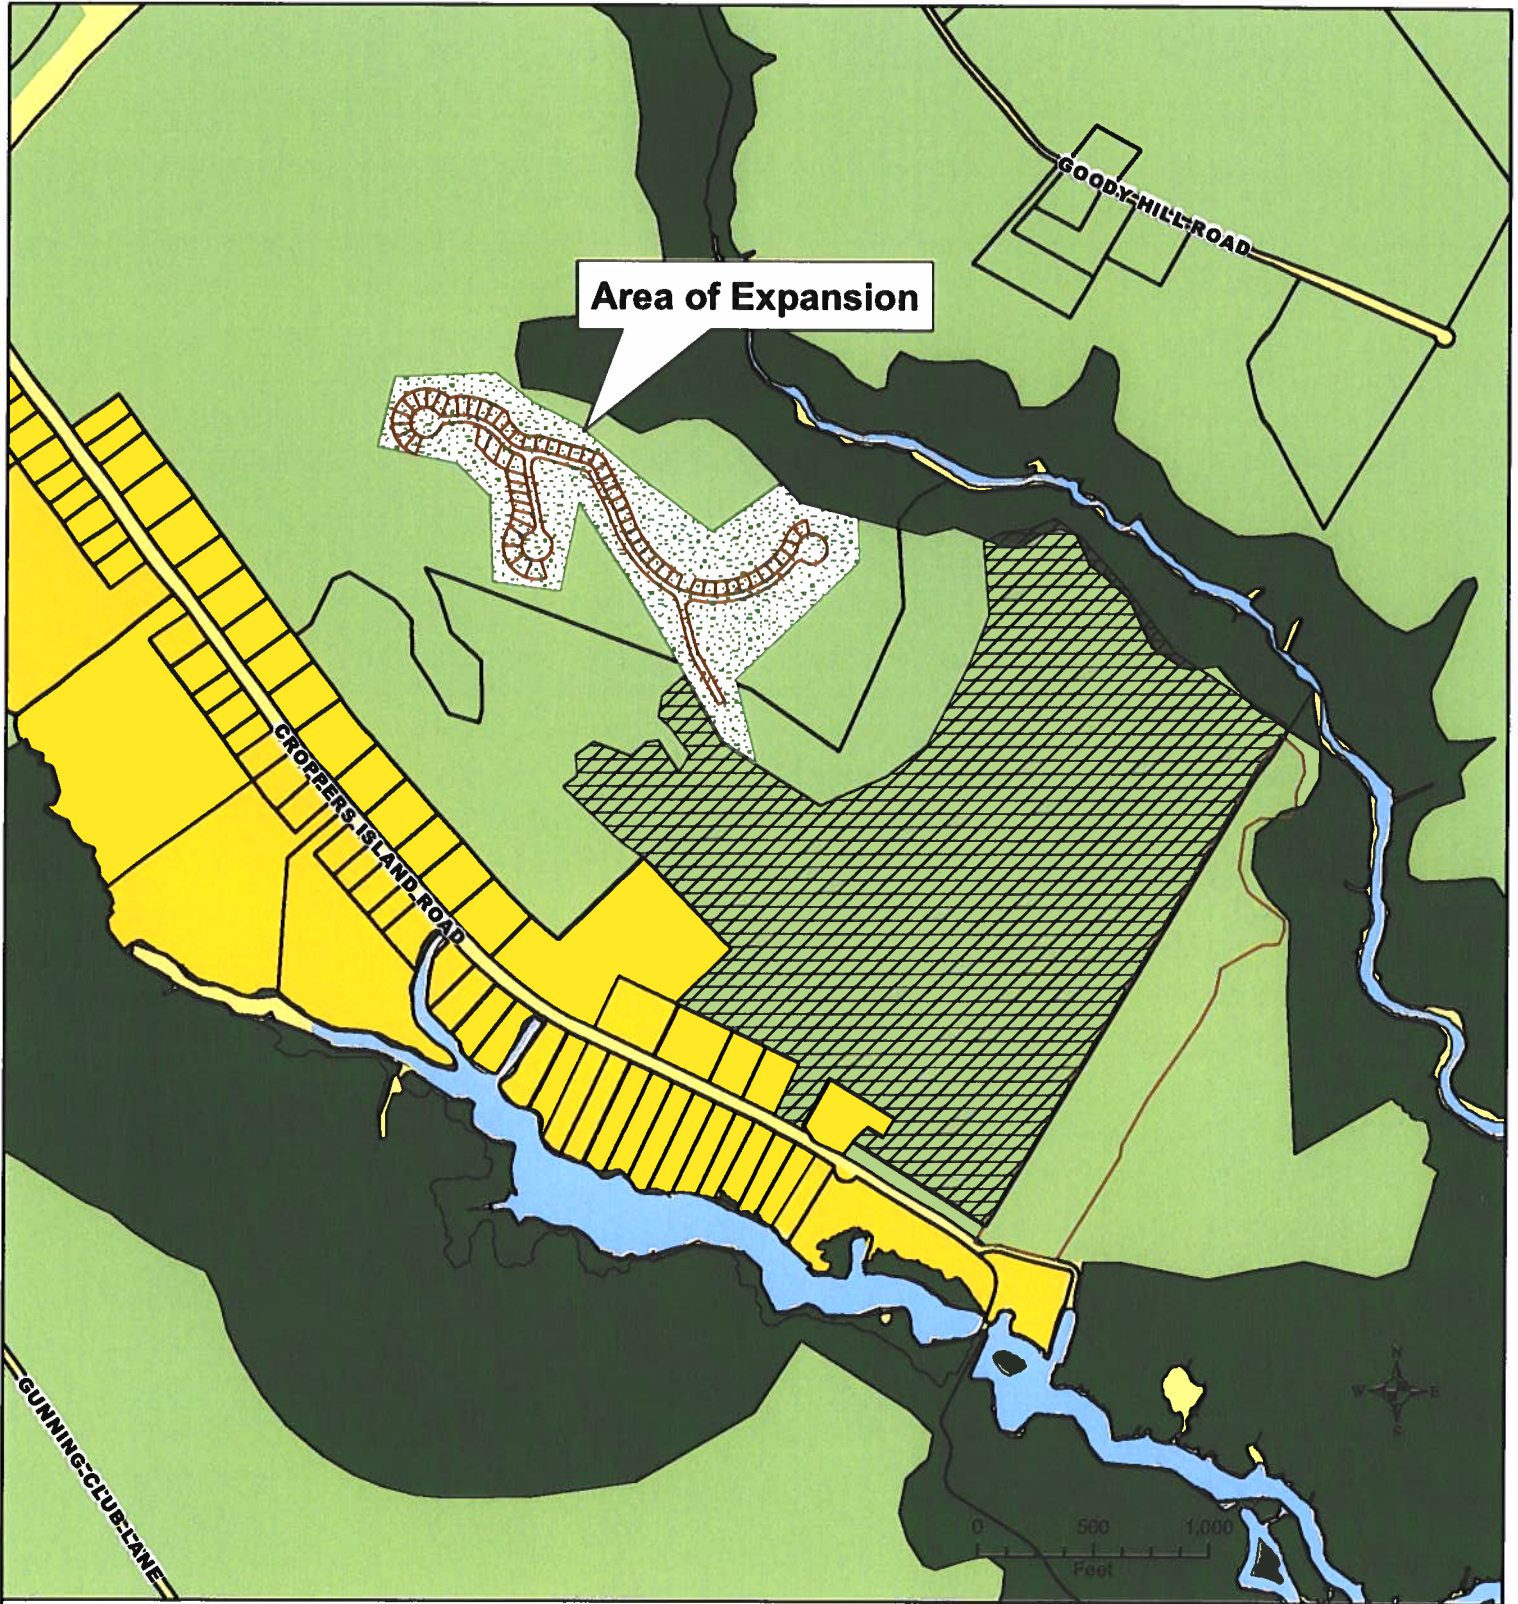 GOODY HILL ROAD
Area of Expansion
CROPPERS ISLAND ROAD
N
W E
S
GUNNING CLUB LANE
0 500 1,000
Feet